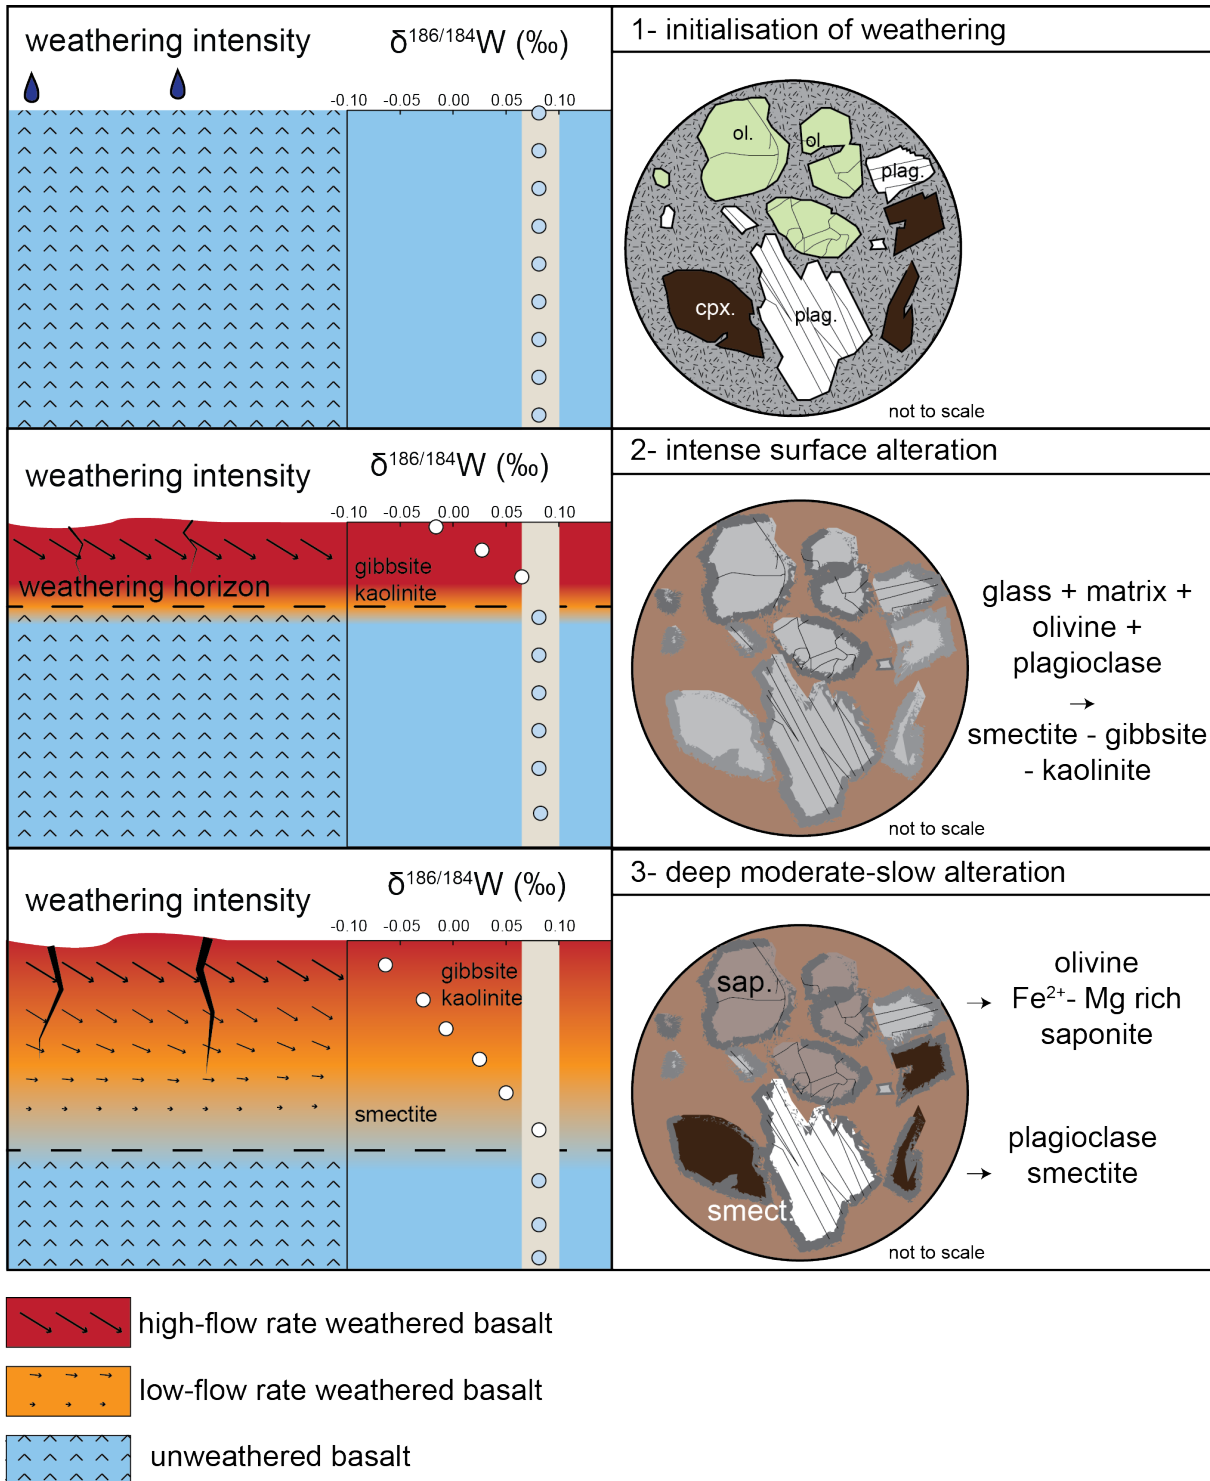 weathering intensity
δ186/184W (‰)
-0.10 -0.05 0.00 0.05 0.10
1- initialisation of weathering
ol.
ol.
plag.
cpx.
plag.
not to scale
weathering intensity
δ186/184W (‰)
-0.10 -0.05 0.00 0.05 0.10
weathering horizon
gibbsite
kaolinite
2- intense surface alteration
glass + matrix +
olivine +
plagioclase
→
smectite - gibbsite
- kaolinite
not to scale
weathering intensity
δ186/184W (‰)
-0.10 -0.05 0.00 0.05 0.10
gibbsite
kaolinite
smectite
3- deep moderate-slow alteration
sap.
smect.
olivine
→ Fe2+- Mg rich
saponite
plagioclase
→ smectite
not to scale
high-flow rate weathered basalt
low-flow rate weathered basalt
unweathered basalt